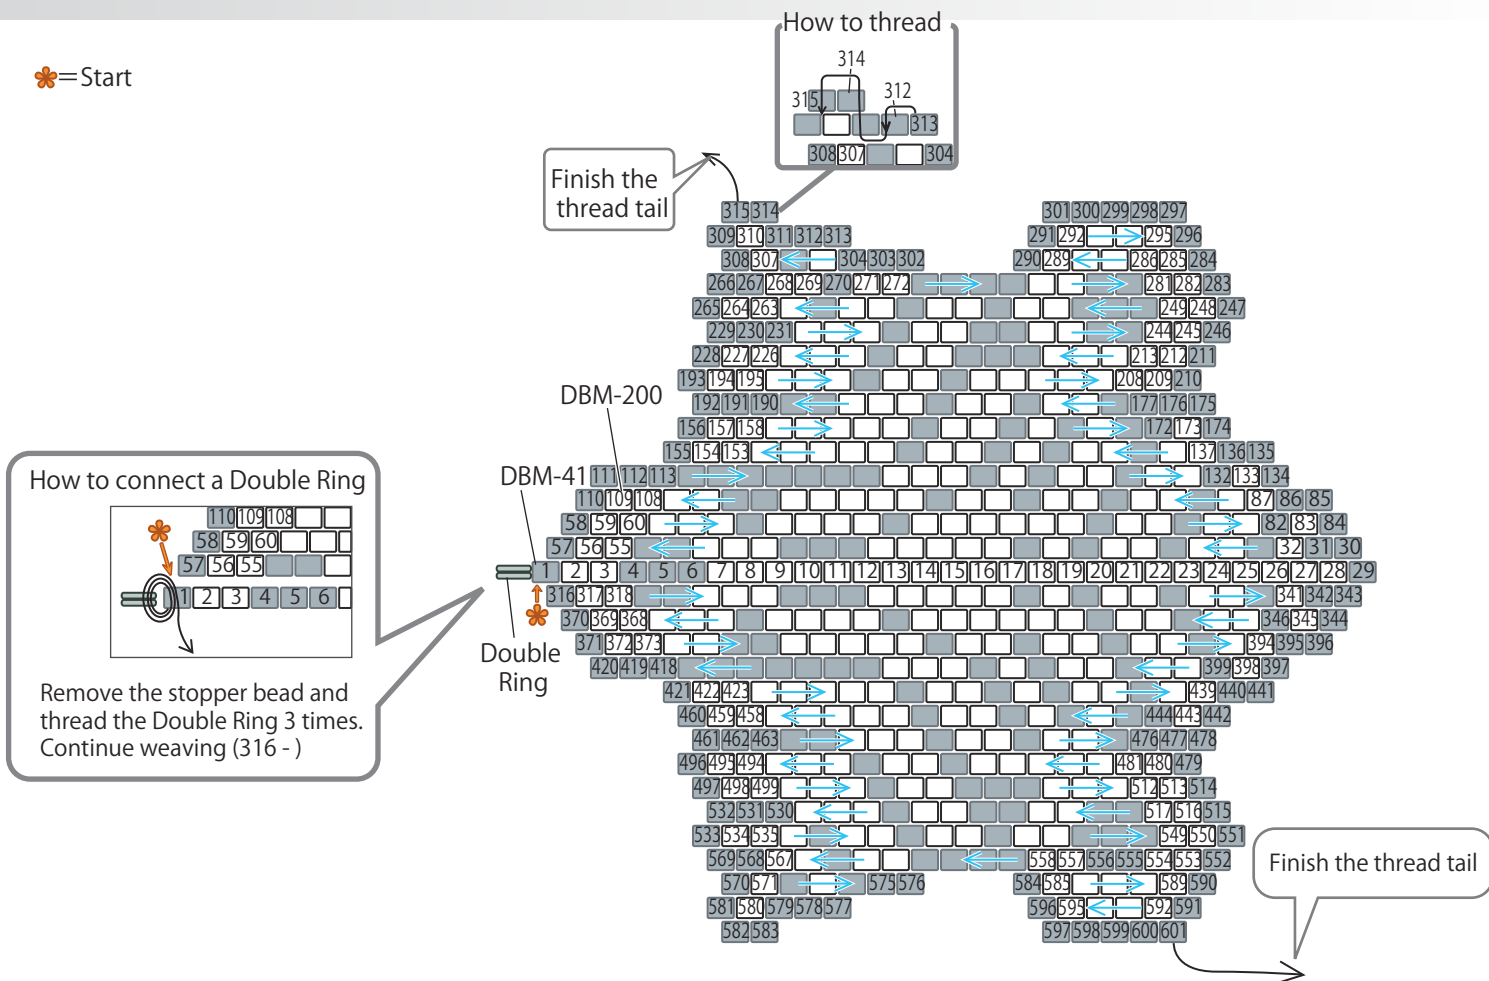 How to thread
314
315 312
313
308 307 304
=Start
Finish the
thread tail
315 314 301 300 299 298 297
309 310 311 312 313 291 292 295 296
308 307 304 303 302 290 289 286 285 284
266 267 268 269 270 271 272 281 282 283
265 264 263 249 248 247
229 230 231 244 245 246
228 227 226 213 212 211
193 194 195 208 209 210
DBM-200
192 191 190 177 176 175
156 157 158 172 173 174
155 154 153 137 136 135
DBM-41
111 112 113 132 133 134
110 109 108 87 86 85
58 59 60 82 83 84
57 56 55 32 31 30
1 2 3 4 5 6 7 8 9 10 11 12 13 14 15 16 17 18 19 20 21 22 23 24 25 26 27 28 29
316 317 318 341 342 343
370 369 368 346 345 344
371 372 373 394 395 396
Double
Ring
420 419 418 399 398 397
421 422 423 439 440 441
460 459 458 444 443 442
461 462 463 476 477 478
496 495 494 481 480 479
497 498 499 512 513 514
532 531 530 517 516 515
533 534 535 549 550 551
569 568 567 558 557 556 555 554 553 552
570 571 575 576 584 585 589 590
581 580 579 578 577 596 595 592 591
582 583 597 598 599 600 601
How to connect a Double Ring
110 109 108
58 59 60
57 56 55
1 2 3 4 5 6
Remove the stopper bead and
thread the Double Ring 3 times.
Continue weaving (316 - )
Finish the thread tail